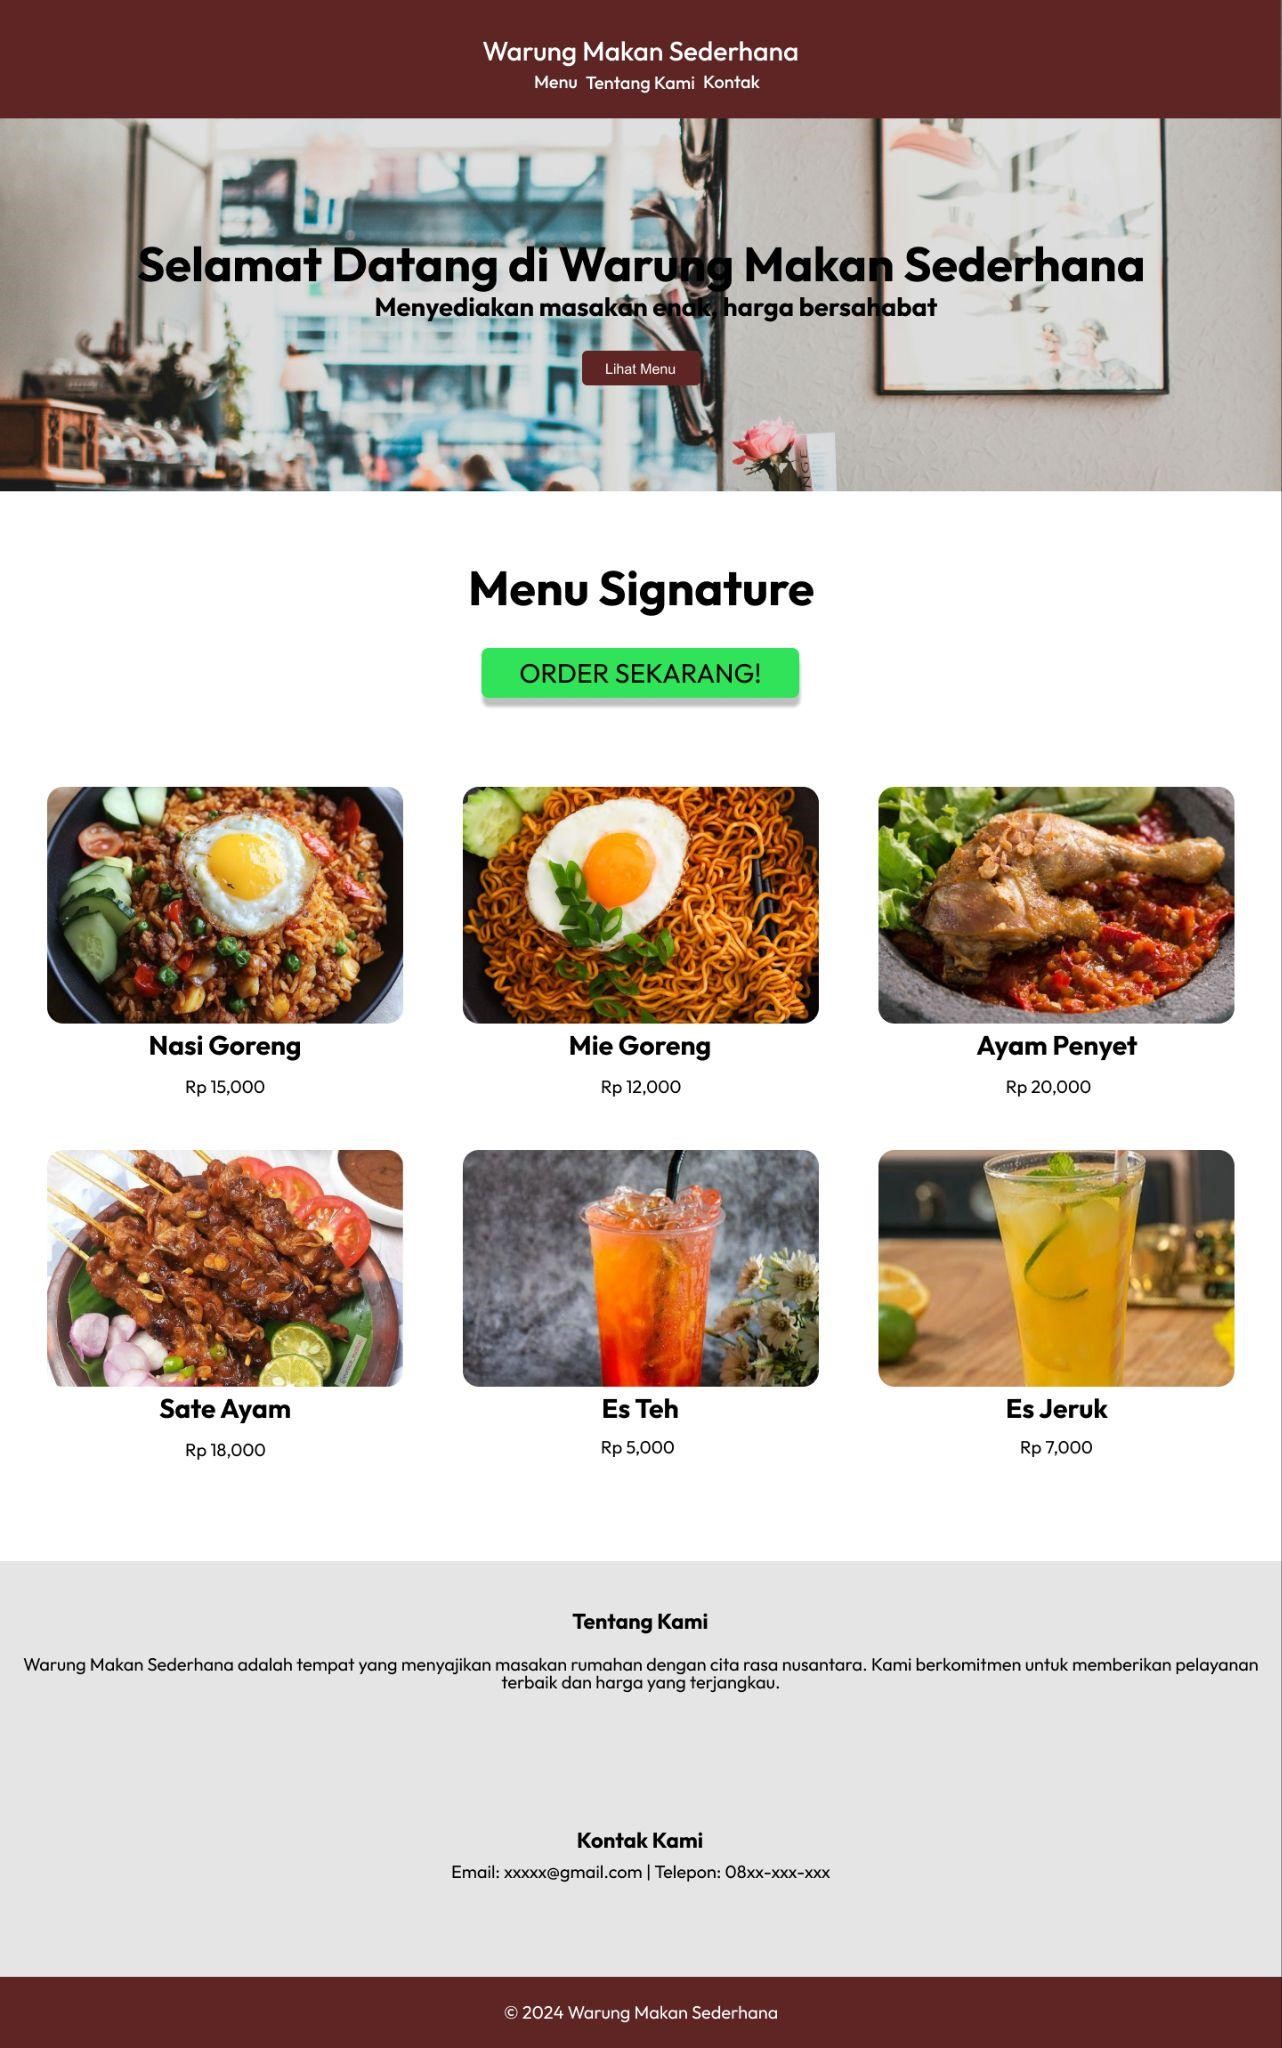 Warung Makan Sederhana
Menu Tentang Kami Kontak
Selamat Datang di Warung Makan Sederhana
Menyediakan masakan enak, harga bersahabat
Lihat Menu
Menu Signature
ORDER SEKARANG!
Nasi Goreng
Rp 15,000
Mie Goreng
Rp 12,000
Ayam Penyet
Rp 20,000
Sate Ayam
Rp 18,000
Es Teh
Rp 5,000
Es Jeruk
Rp 7,000
Tentang Kami
Warung Makan Sederhana adalah tempat yang menyajikan masakan rumahan dengan cita rasa nusantara. Kami berkomitmen untuk memberikan pelayanan
terbaik dan harga yang terjangkau.
Kontak Kami
Email: xxxxx@gmail.com | Telepon: 08xx-xxx-xxx
© 2024 Warung Makan Sederhana